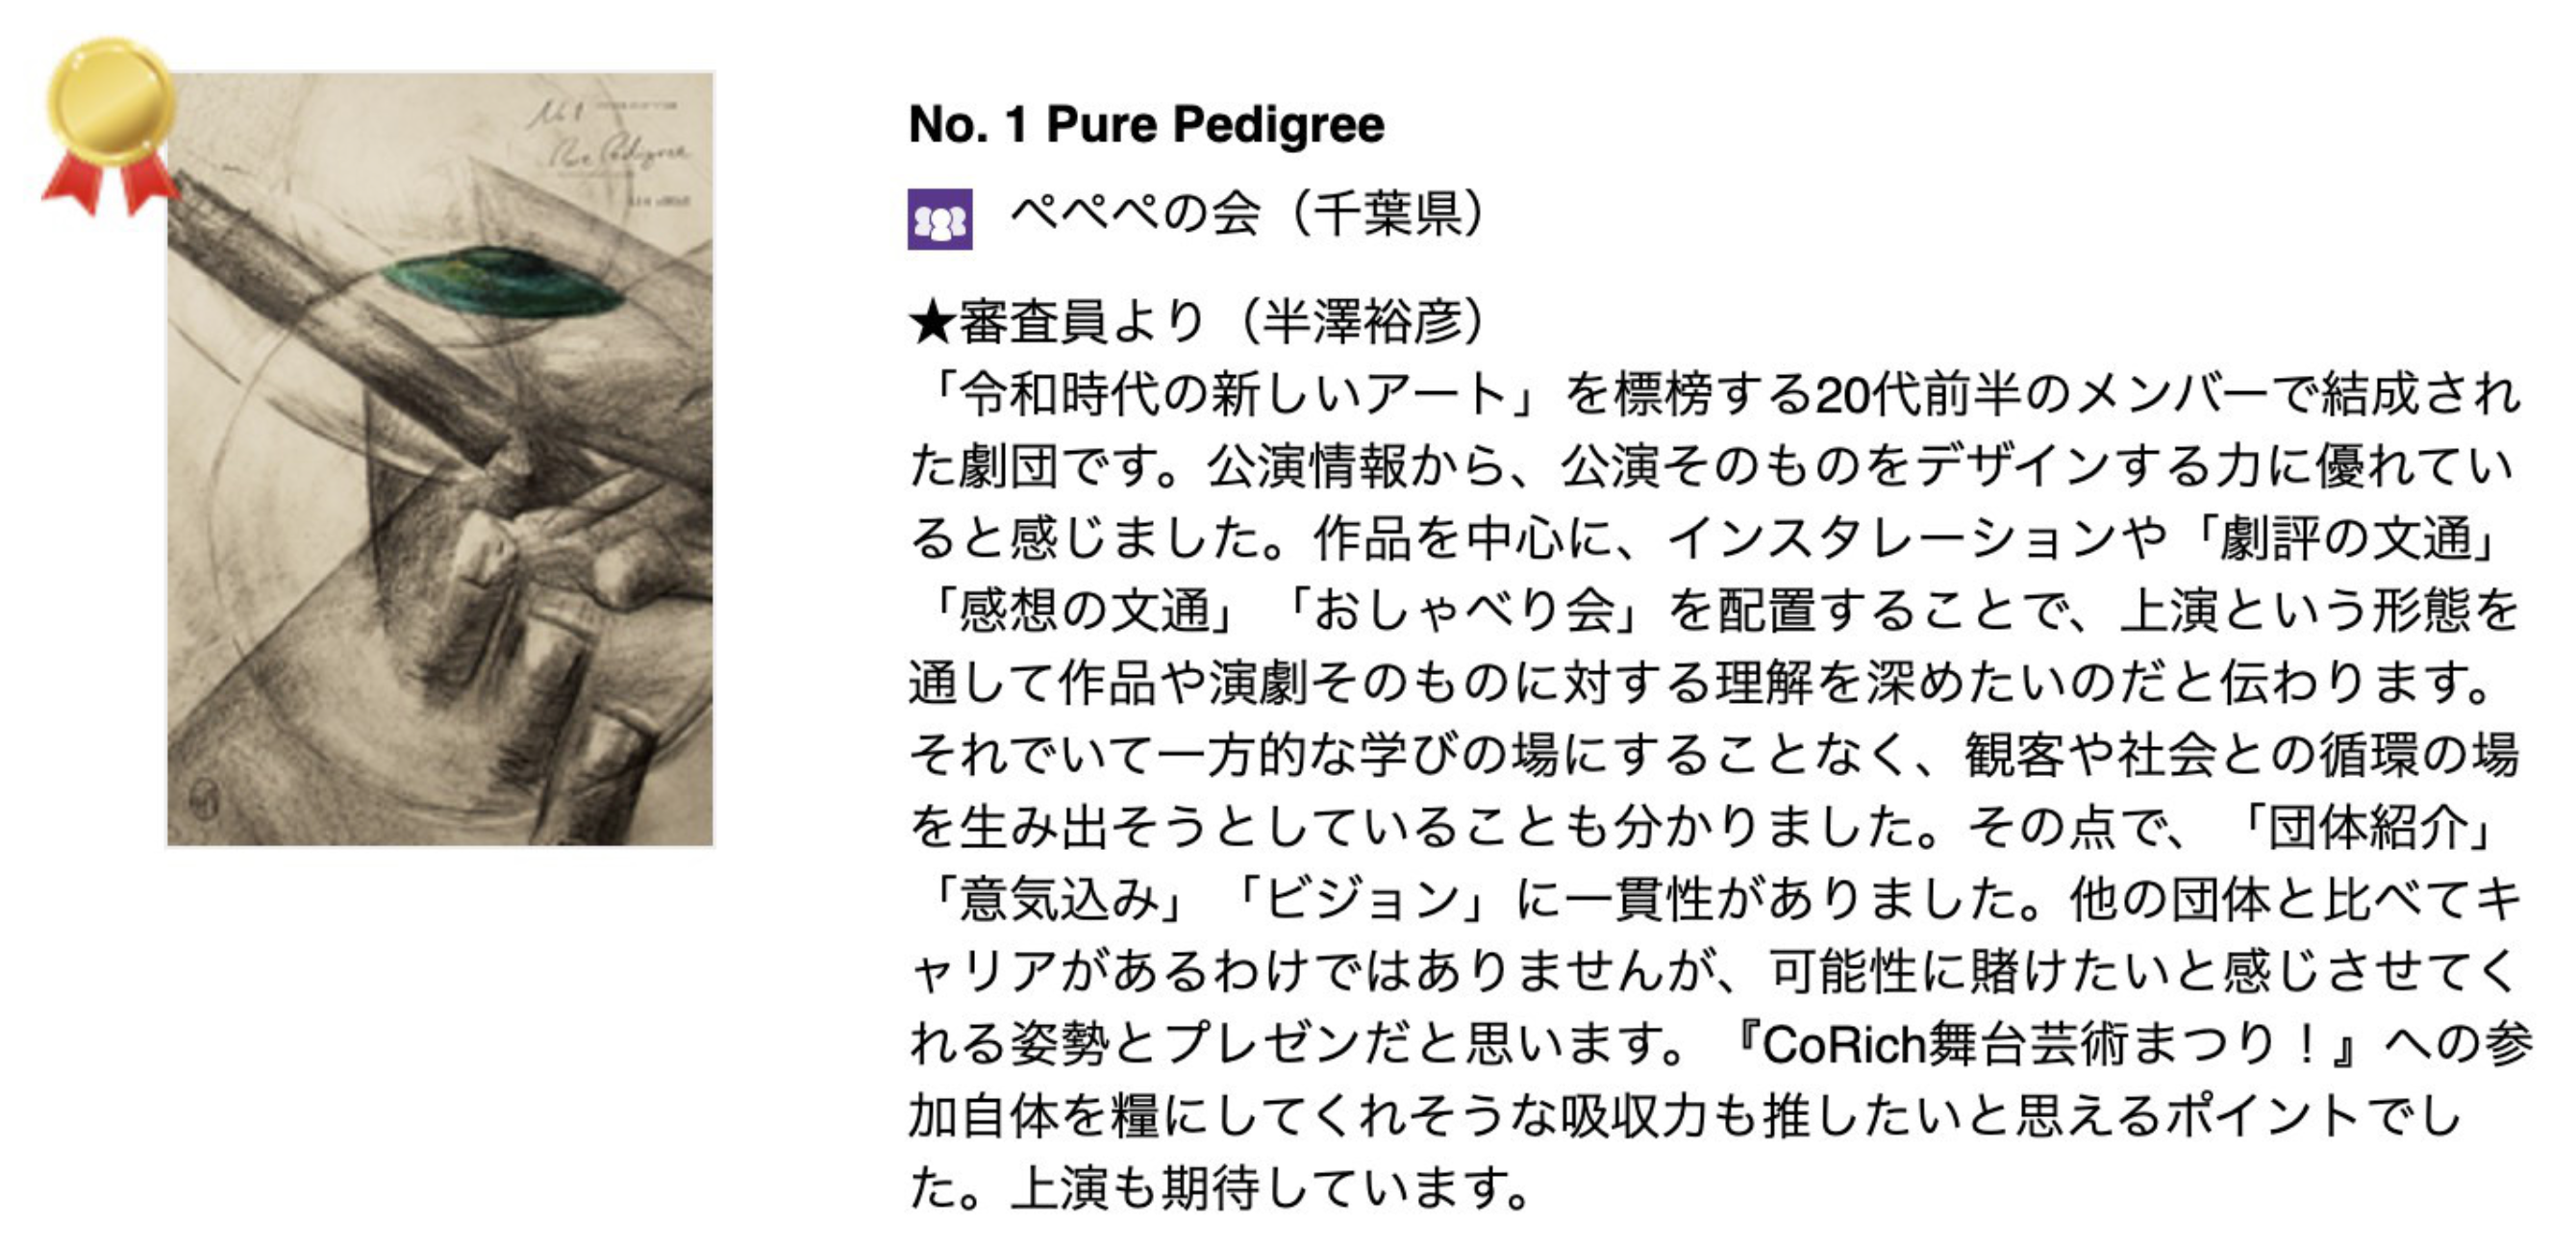 No. 1
Pure Pedigree
No. 1 Pure Pedigree
ぺぺぺの会（千葉県）
★審査員より（半澤裕彦）
「令和時代の新しいアート」を標榜する20代前半のメンバーで結成され
た劇団です。公演情報から、公演そのものをデザインする力に優れてい
ると感じました。作品を中心に、インスタレーションや「劇評の文通」
「感想の文通」「おしゃべり会」を配置することで、上演という形態を
通して作品や演劇そのものに対する理解を深めたいのだと伝わります。
それでいて一方的な学びの場にすることなく、観客や社会との循環の場
を生み出そうとしていることも分かりました。その点で、「団体紹介」
「意気込み」「ビジョン」に一貫性がありました。他の団体と比べてキ
ャリアがあるわけではありませんが、可能性に賭けたいと感じさせてく
れる姿勢とプレゼンだと思います。『CoRich舞台芸術まつり！』への参
加自体を糧にしてくれそうな吸収力も推したいと思えるポイントでし
た。上演も期待しています。